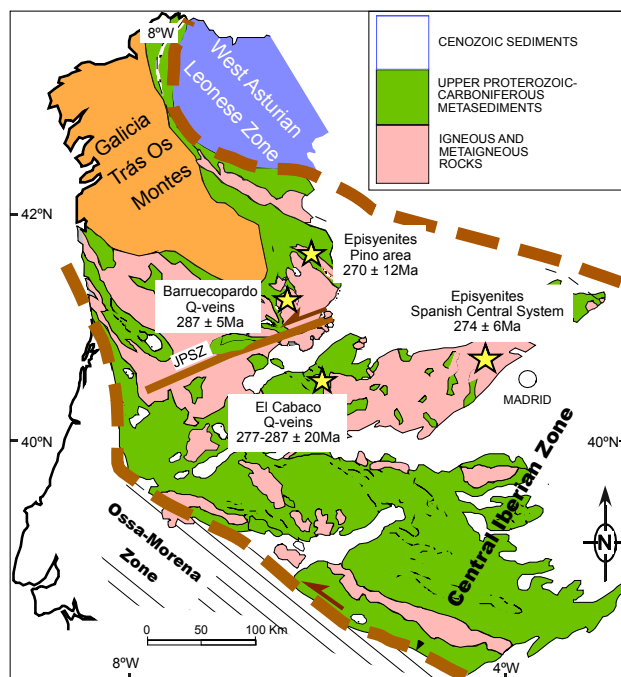 8ºW
West Asturian
Leonese Zone
CENOZOIC SEDIMENTS
UPPER PROTEROZOIC-
CARBONIFEROUS
METASEDIMENTS
IGNEOUS AND
METAIGNEOUS
ROCKS
Galicia
Trás Os
Montes
42ºN
Episyenites
Pino area
270 ± 12Ma
Barruecopardo
Q-veins
287 ± 5Ma
Episyenites
Spanish Central System
274 ± 6Ma
JPSZ
MADRID
El Cabaco
Q-veins
277-287 ± 20Ma
40ºN
40ºN
Central Iberian Zone
Ossa-Morena
Zone
N
0 50 100 Km
8ºW
4ºW